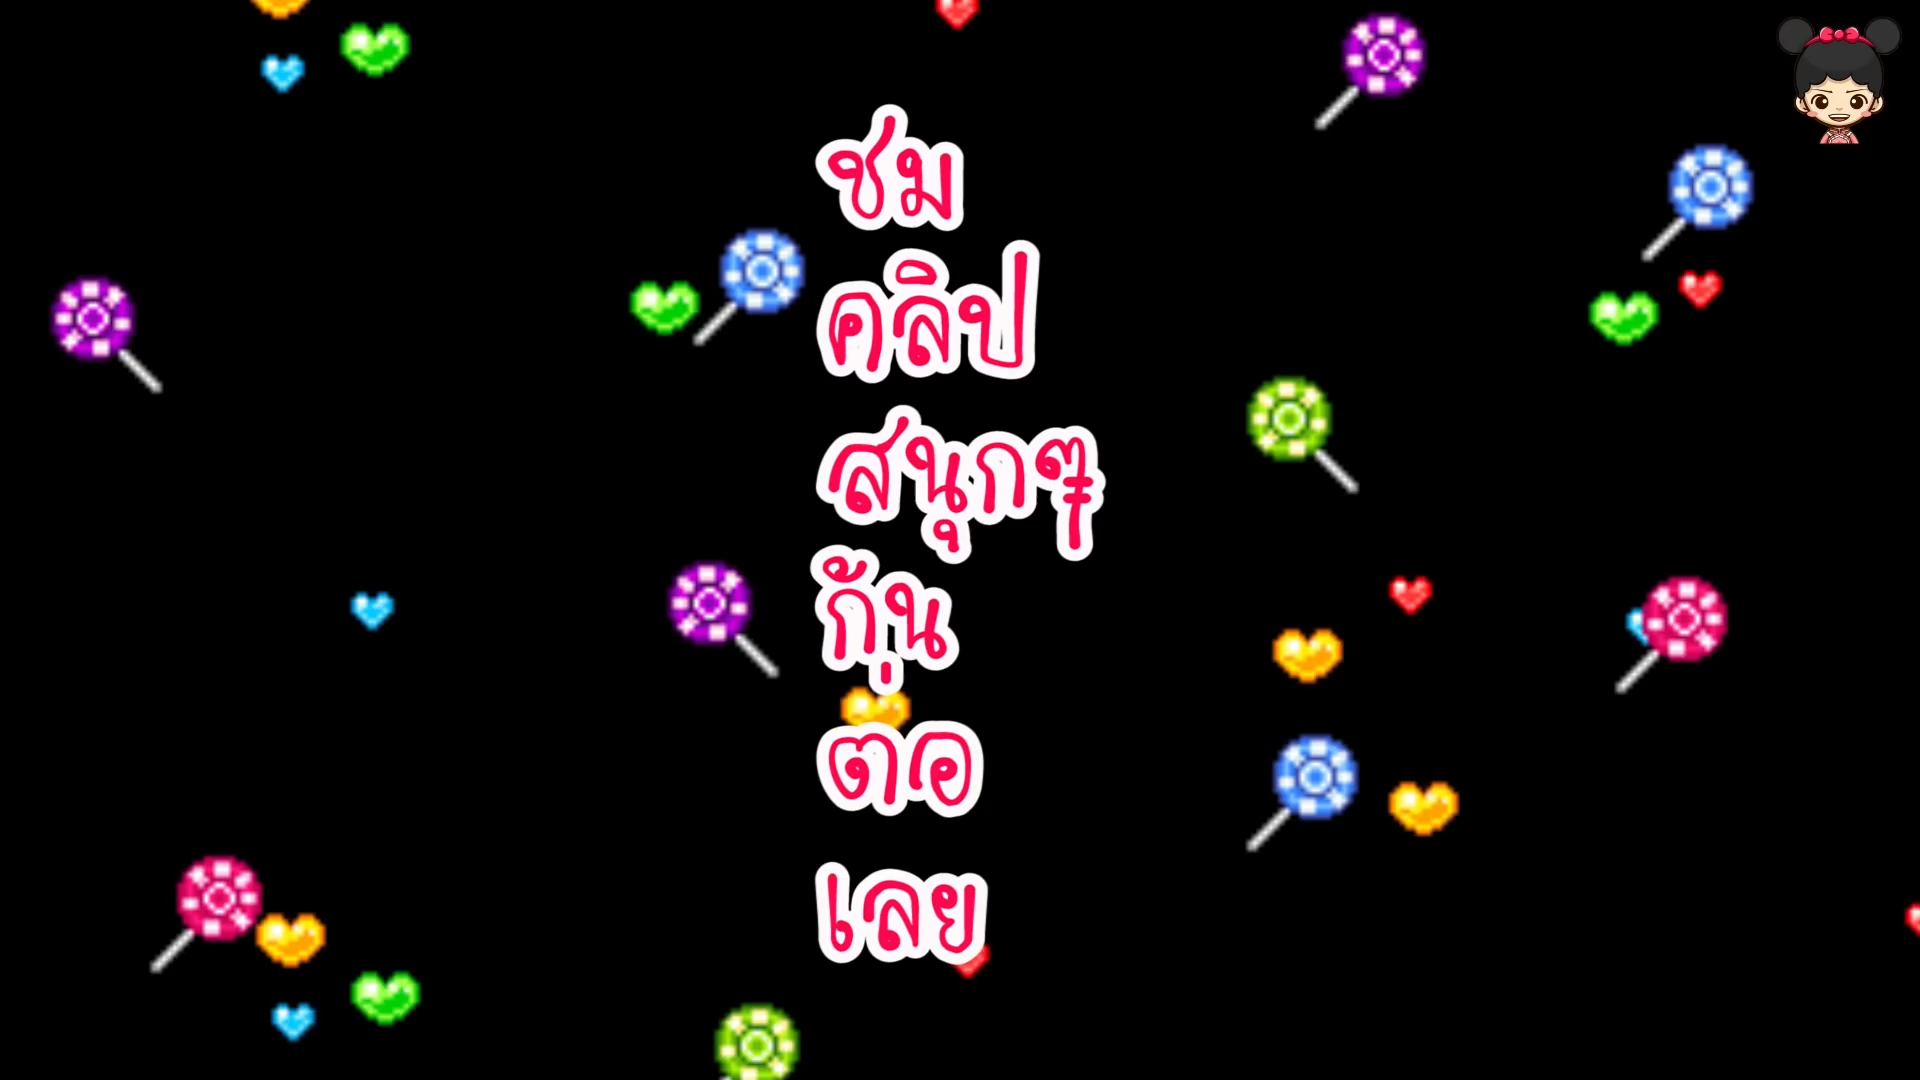 ชม
คลิป
สนุกๆ
กัน
ต่อ
เลย